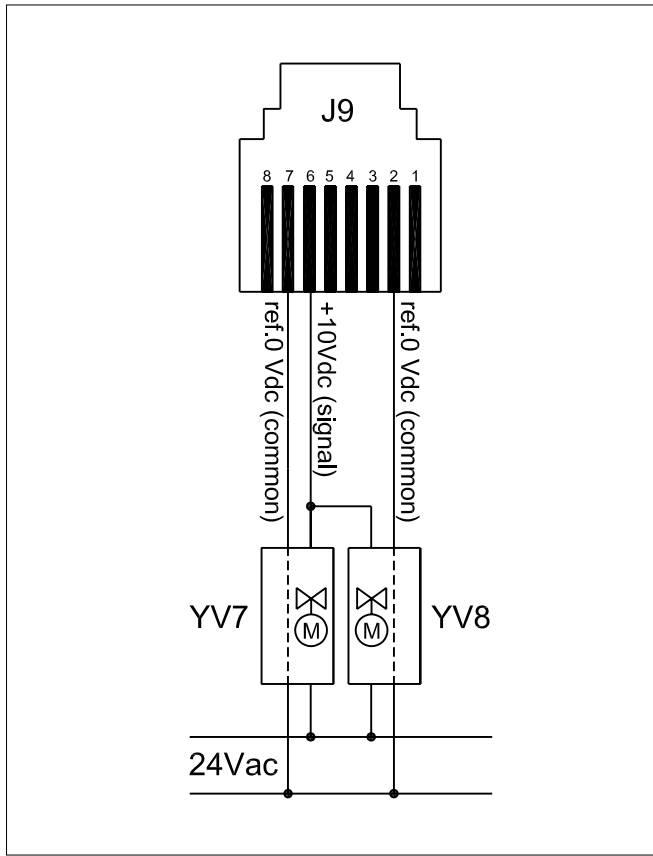 J9
8 7 6 5 4 3 2 1
ref.0 Vdc (common)
+10Vdc (signal)
ref.0 Vdc (common)
YV7
M
M
YV8
24Vac